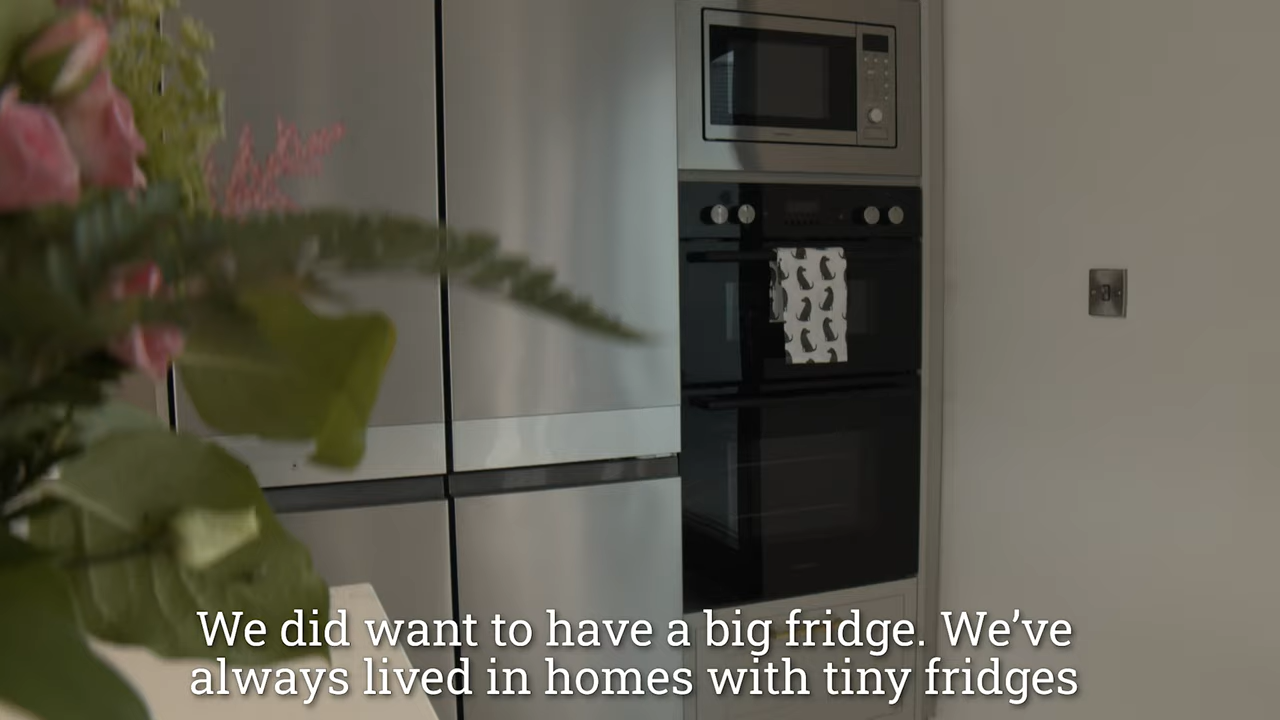 We did want to have a big fridge. We’ve
always lived in homes with tiny fridges